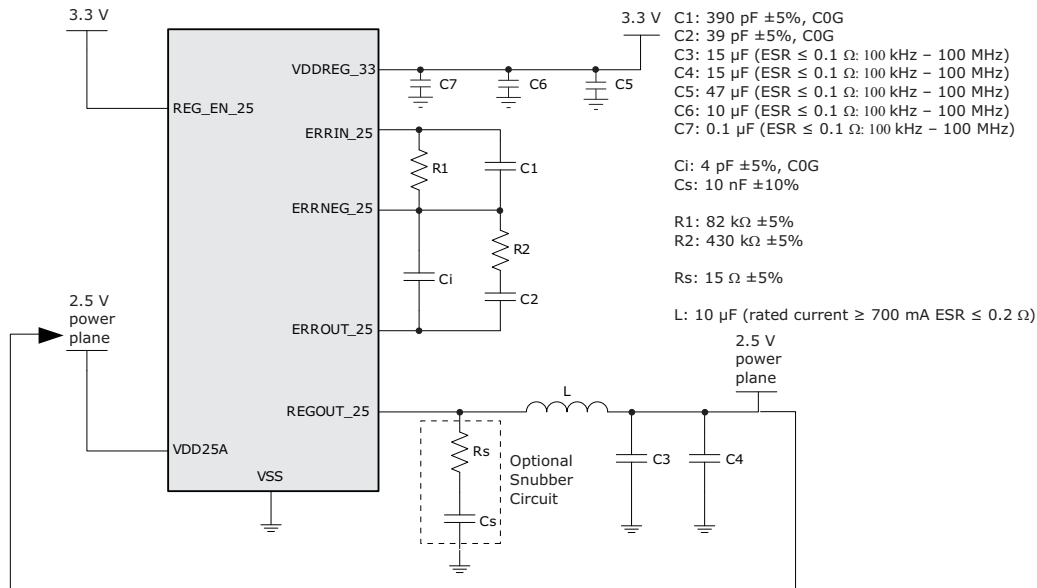 3.3 V
REG_EN_25
VDDREG_33
3.3 V
C7
C6
C5
ERRIN_25
R1
C1
ERRNEG_25
R2
Ci
C2
ERROUT_25
2.5 V
power
plane
REGOUT_25
L
2.5 V
power
plane
VDD25A
VSS
Rs
Cs
Optional
Snubber
Circuit
C3
C4
C1: 390 pF ±5%, C0G
C2: 39 pF ±5%, C0G
C3: 15 µF (ESR ≤ 0.1 Ω: 100 kHz – 100 MHz)
C4: 15 µF (ESR ≤ 0.1 Ω: 100 kHz – 100 MHz)
C5: 47 µF (ESR ≤ 0.1 Ω: 100 kHz – 100 MHz)
C6: 10 µF (ESR ≤ 0.1 Ω: 100 kHz – 100 MHz)
C7: 0.1 µF (ESR ≤ 0.1 Ω: 100 kHz – 100 MHz)
Ci: 4 pF ±5%, C0G
Cs: 10 nF ±10%
R1: 82 kΩ ±5%
R2: 430 kΩ ±5%
Rs: 15 Ω ±5%
L: 10 µF (rated current ≥ 700 mA ESR ≤ 0.2 Ω)